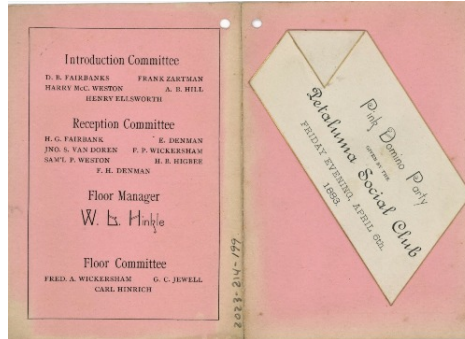 Introduction Committee
D. B. FAIRBANKS FRANK ZARTMAN
HARRY McC. WESTON A. B. HILL
HENRY ELLSWORTH
Reception Committee
H. G. FAIRBANK E. DENMAN
JNO. S. VAN DOREN F. P. WICKERSHAM
SAM'L P. WESTON H. B. HIGBEE
F. H. DENMAN
Floor Manager
W. B. Hinkle
Floor Committee
FRED. A. WICKERSHAM G. C. JEWELL
CARL HINRICH
2023-214-199
Pink Domino Party
GIVEN BY THE
Petaluma Social Club
FRIDAY EVENING, APRIL 6th.
1883